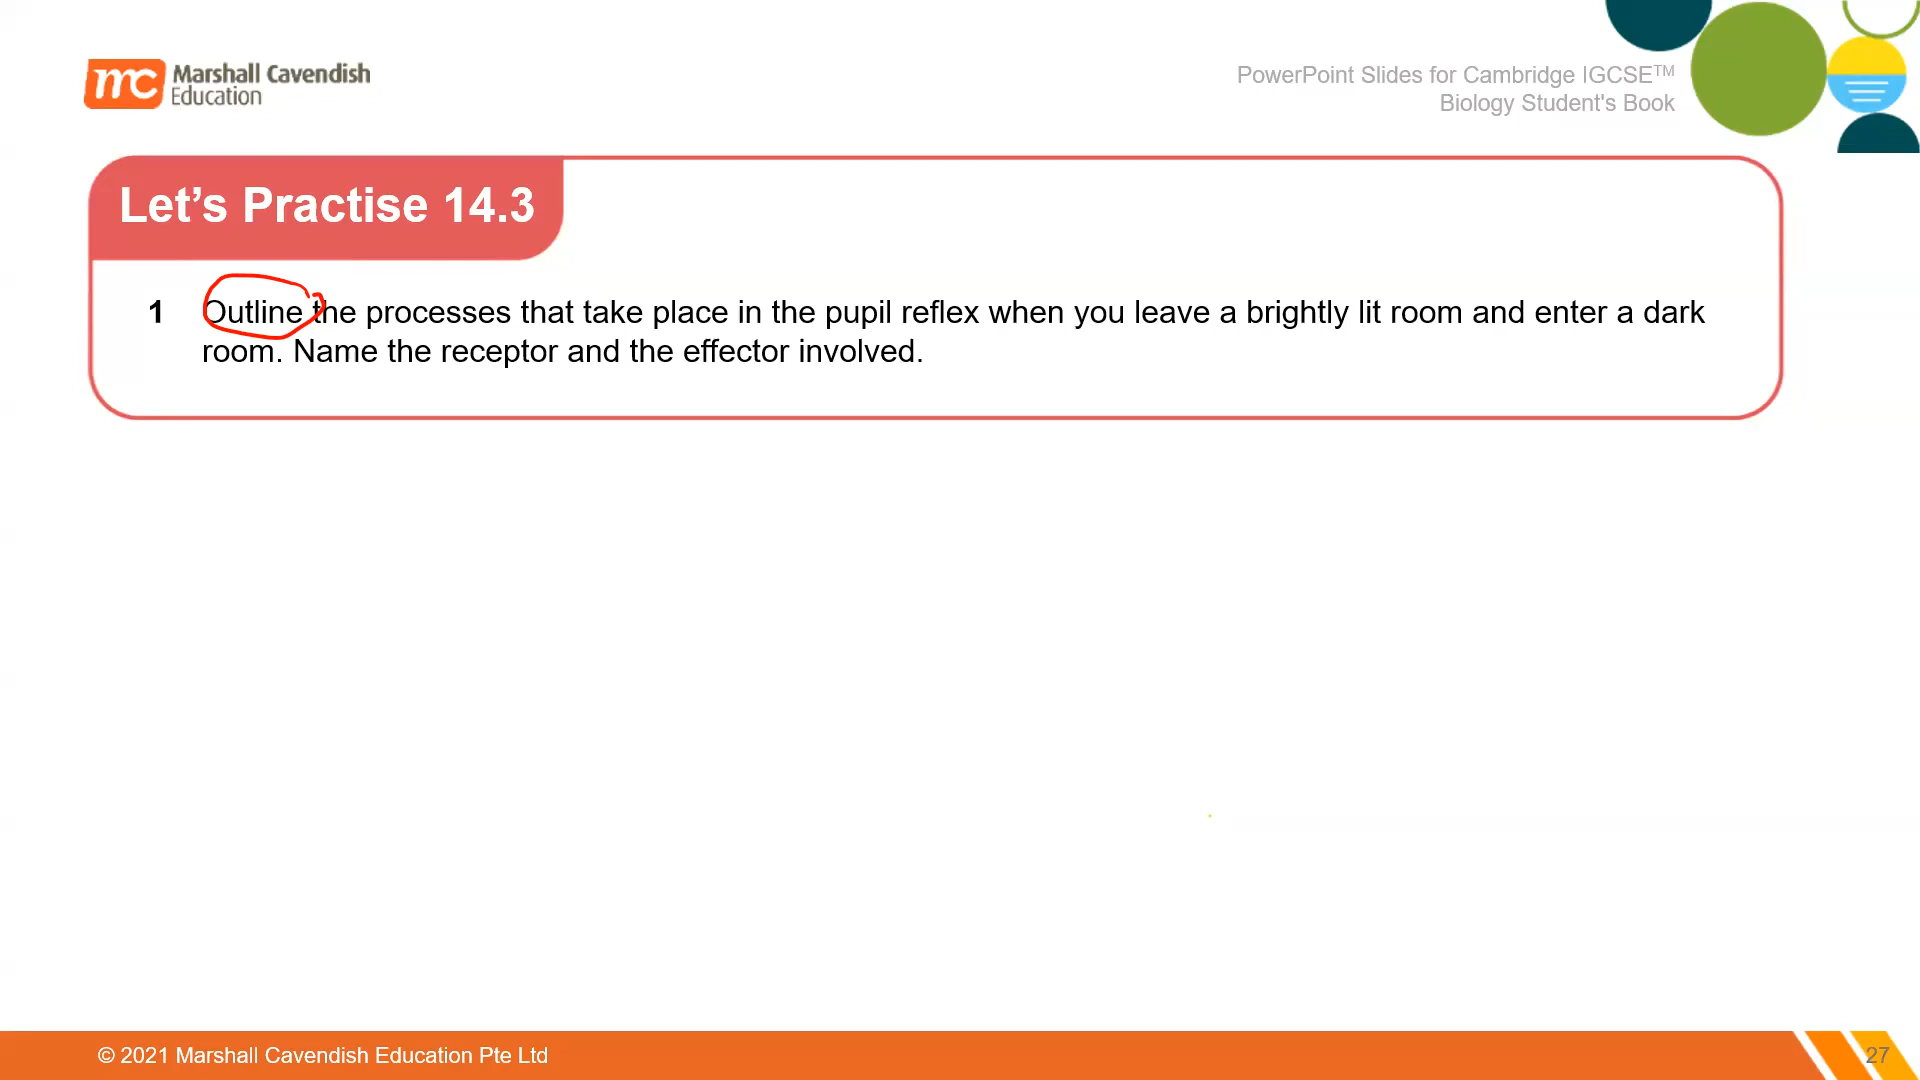 mc Marshall Cavendish
Education
PowerPoint Slides for Cambridge IGCSE™
Biology Student's Book
Let’s Practise 14.3
1 Outline the processes that take place in the pupil reflex when you leave a brightly lit room and enter a dark
room. Name the receptor and the effector involved.
© 2021 Marshall Cavendish Education Pte Ltd
27